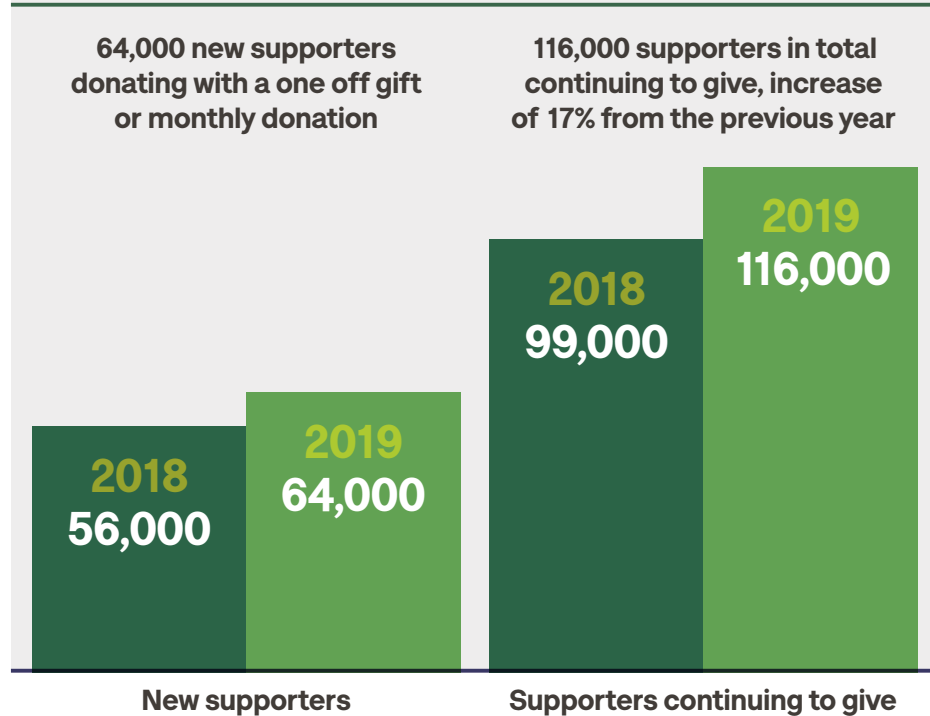 64,000 new supporters
donating with a one off gift
or monthly donation
116,000 supporters in total
continuing to give, increase
of 17% from the previous year
2018
56,000
2019
64,000
2018
99,000
2019
116,000
New supporters
Supporters continuing to give